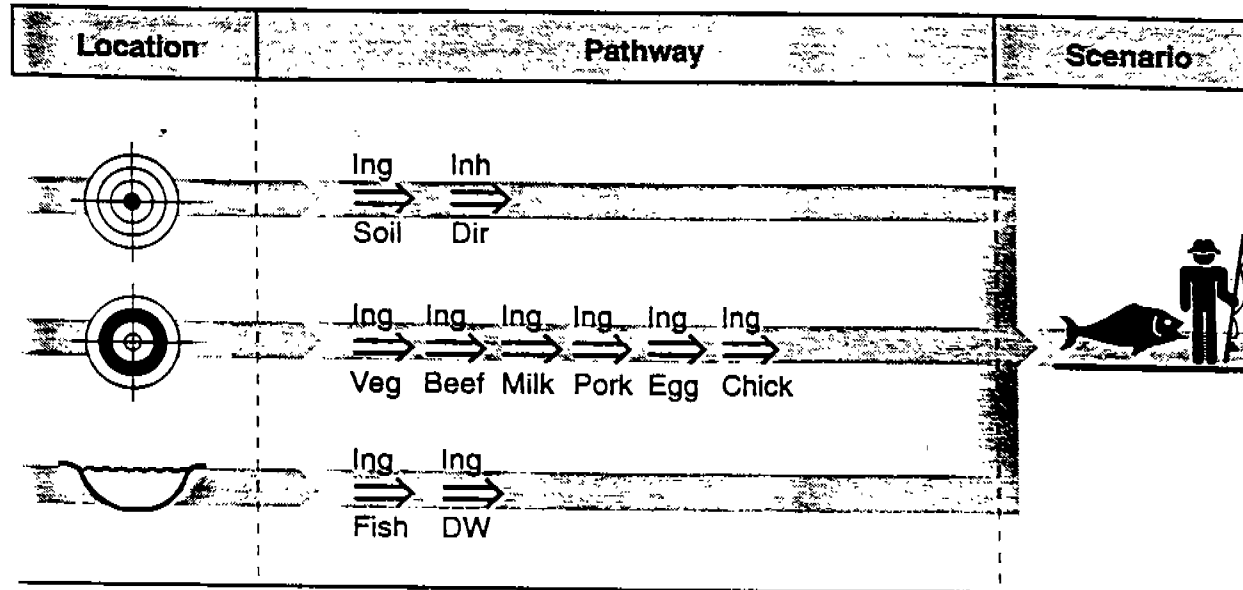 Location Pathway Scenario
Ing Inh
Soil Dir
Ing Ing Ing Ing Ing Ing
Veg Beef Milk Pork Egg Chick
Ing Ing
Fish DW